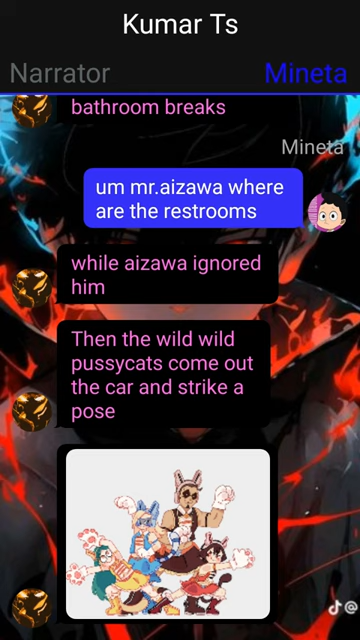 Kumar Ts
Narrator
Mineta
bathroom breaks
Mineta
um mr.aizawa where
are the restrooms
while aizawa ignored
him
Then the wild wild
pussycats come out
the car and strike a
pose
@